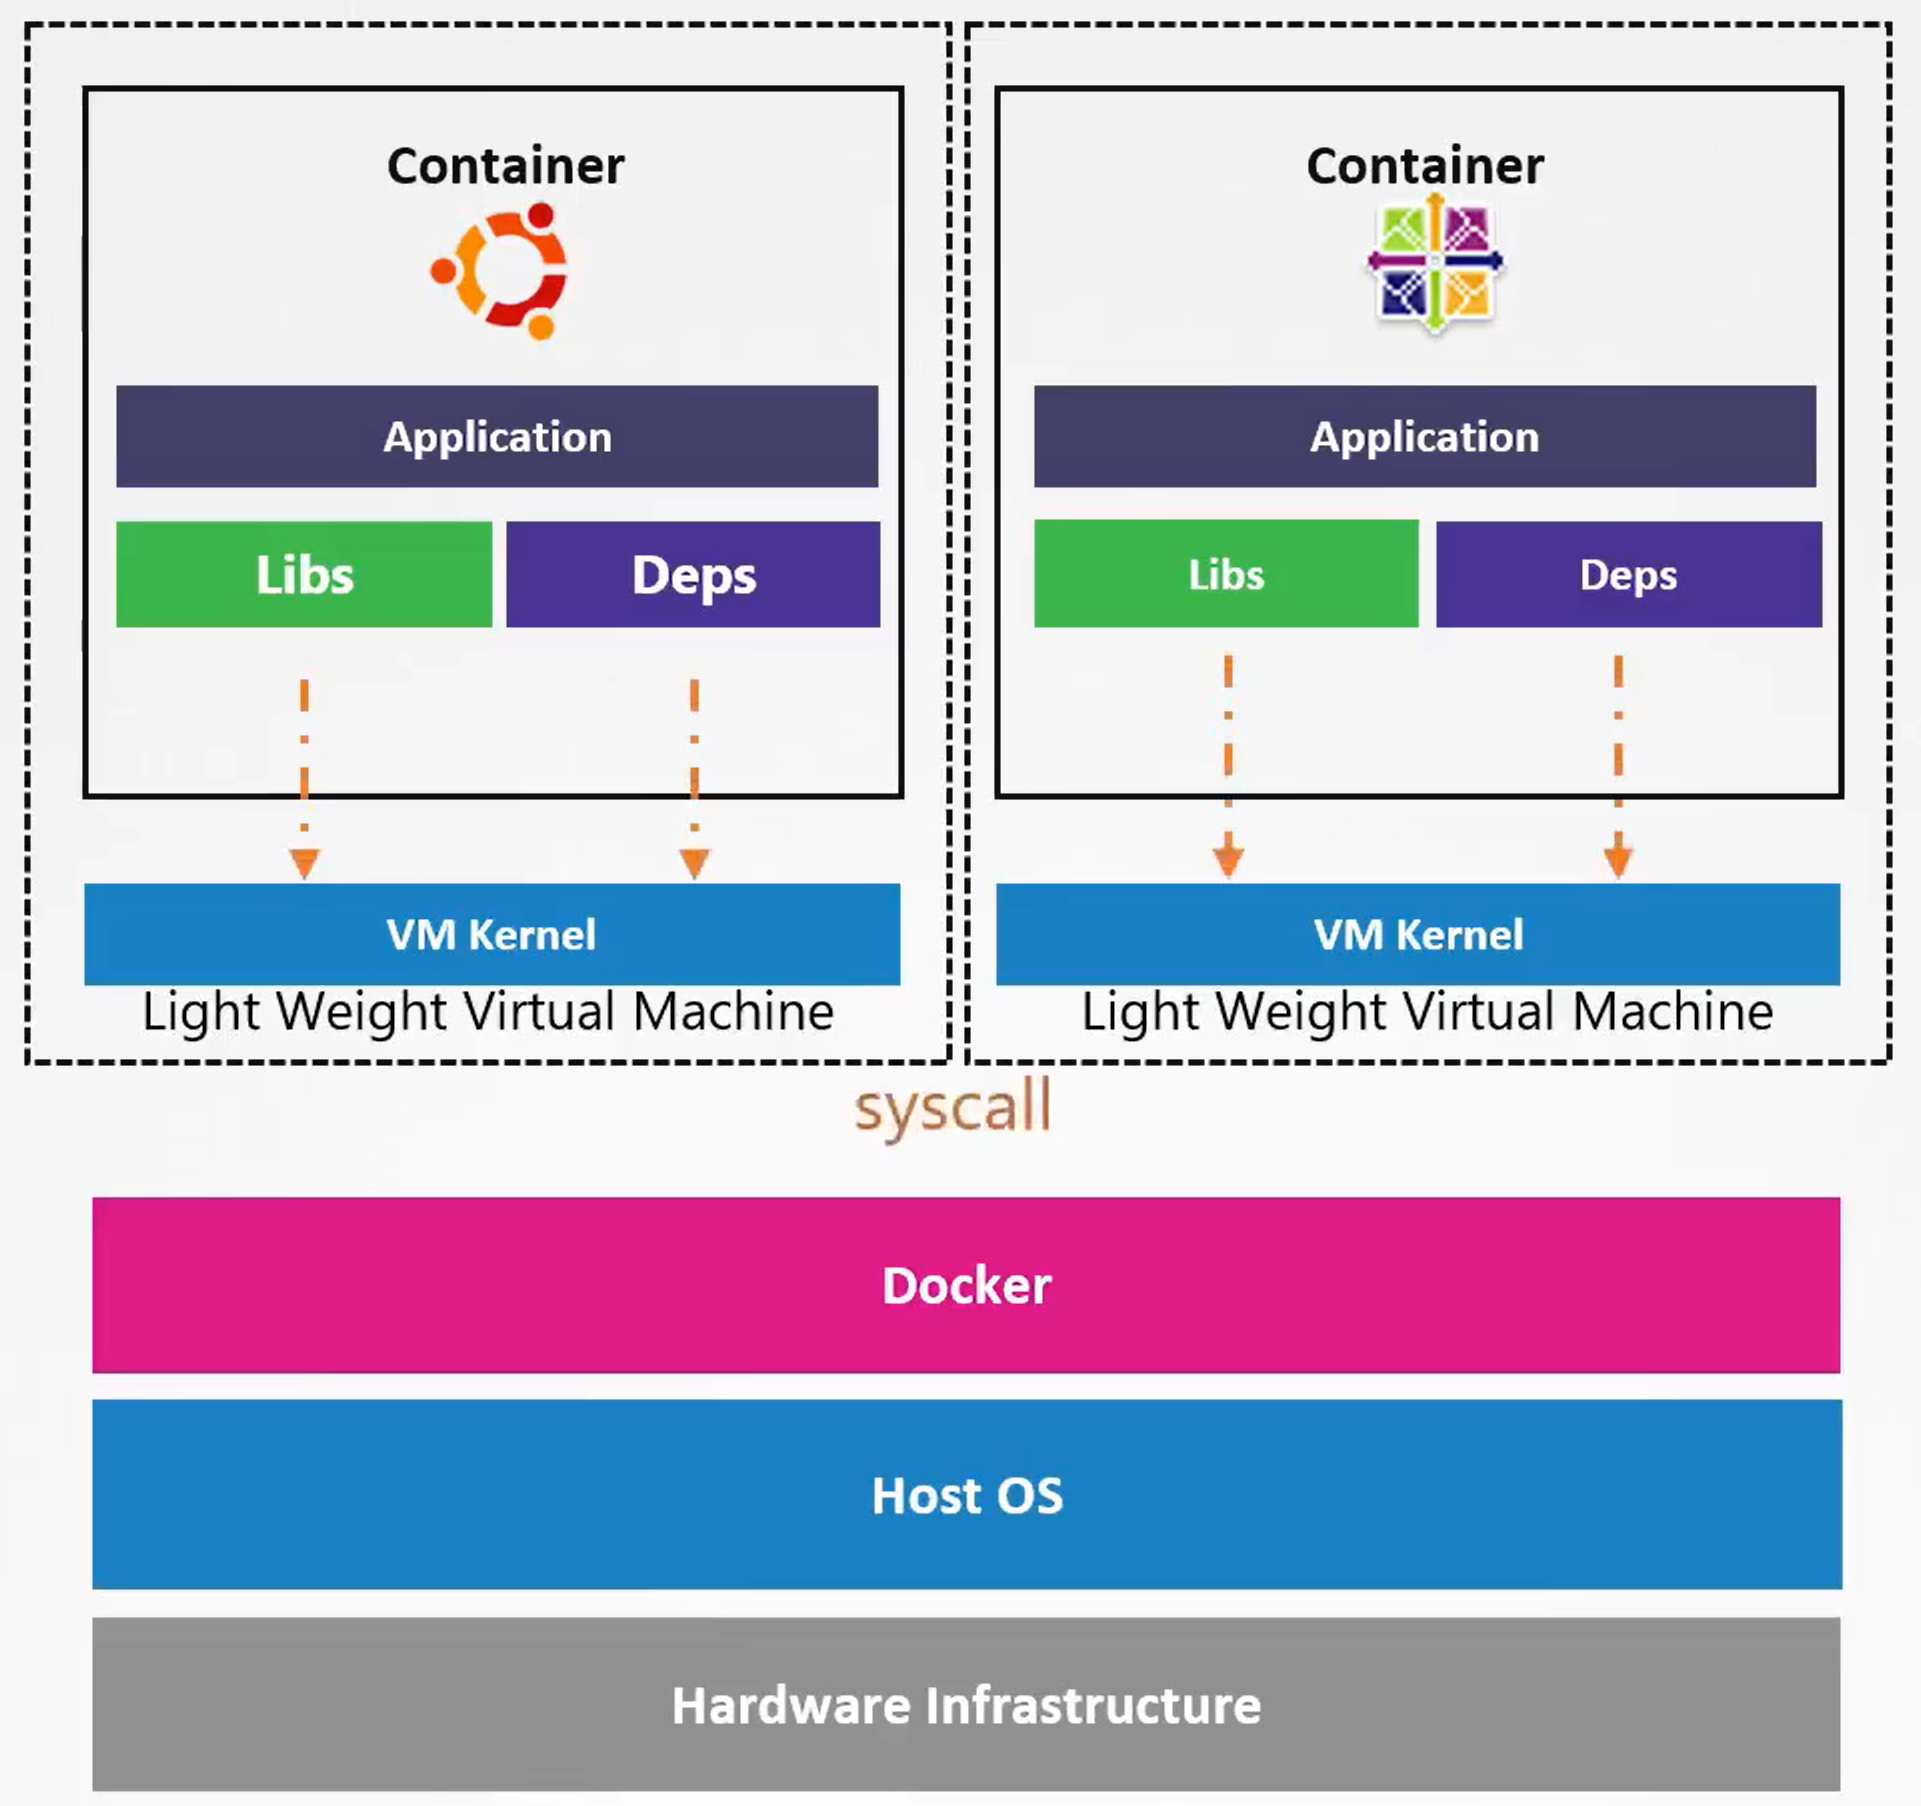 Container
Container
Application
Application
Libs
Deps
Libs
Deps
VM Kernel
VM Kernel
Light Weight Virtual Machine
Light Weight Virtual Machine
syscall
Docker
Host OS
Hardware Infrastructure